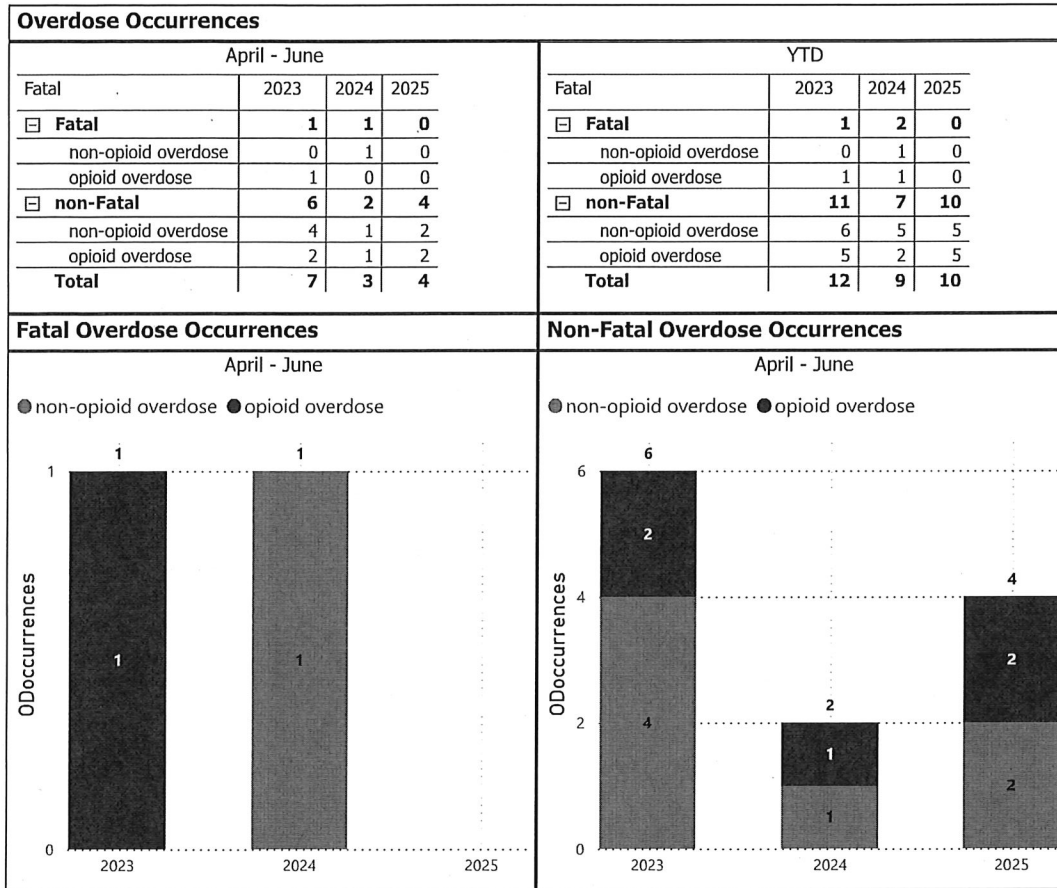 Overdose Occurrences
April - June
Fatal 2023 2024 2025
Fatal 1 1 0
non-opioid overdose 0 1 0
opioid overdose 1 0 0
non-Fatal 6 2 4
non-opioid overdose 4 1 2
opioid overdose 2 1 2
Total 7 3 4
YTD
Fatal 2023 2024 2025
Fatal 1 2 0
non-opioid overdose 0 1 0
opioid overdose 1 1 0
non-Fatal 11 7 10
non-opioid overdose 6 5 5
opioid overdose 5 2 5
Total 12 9 10
Fatal Overdose Occurrences
April - June
non-opioid overdose opioid overdose
1 1
1
ODoccurrences
1 1
0
2023 2024 2025
Non-Fatal Overdose Occurrences
April - June
non-opioid overdose opioid overdose
6
6
2
4
4
ODoccurrences
2
2
2
4
1
1
2
0
2023 2024 2025